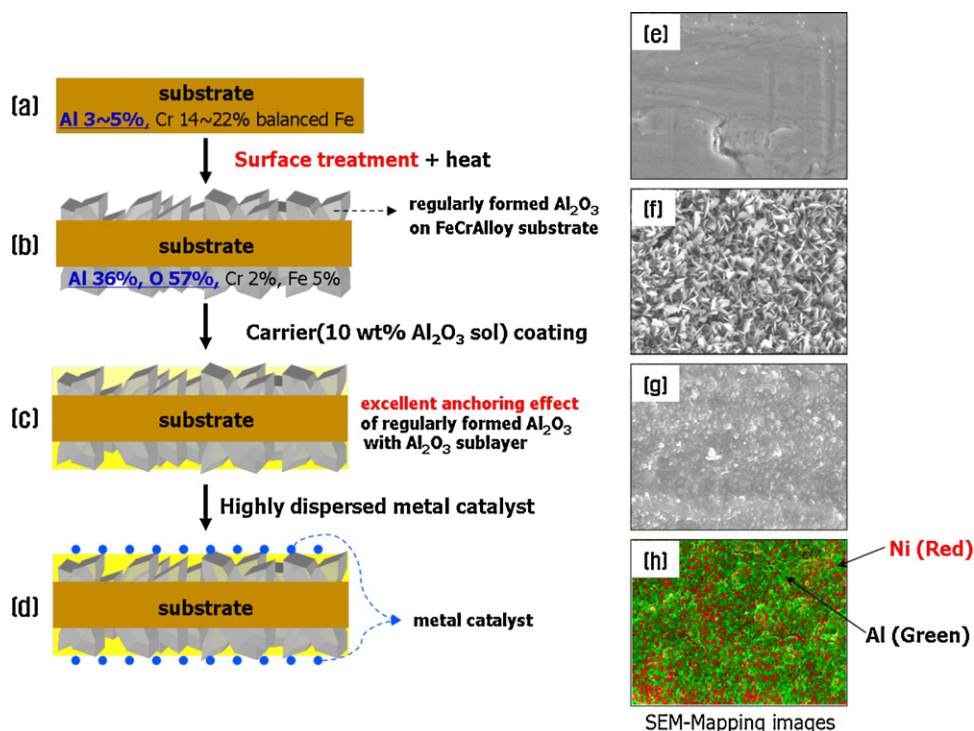 [a]
substrate
Al 3~5%, Cr 14~22% balanced Fe
Surface treatment + heat
[b]
substrate
Al 36%, O 57%, Cr 2%, Fe 5%
regularly formed Al₂O₃
on FeCrAlloy substrate
Carrier(10 wt% Al₂O₃ sol) coating
[c]
substrate
excellent anchoring effect
of regularly formed Al₂O₃
with Al₂O₃ sublayer
Highly dispersed metal catalyst
[d]
substrate
metal catalyst
[e]
[f]
[g]
[h]
Ni (Red)
Al (Green)
SEM-Mapping images